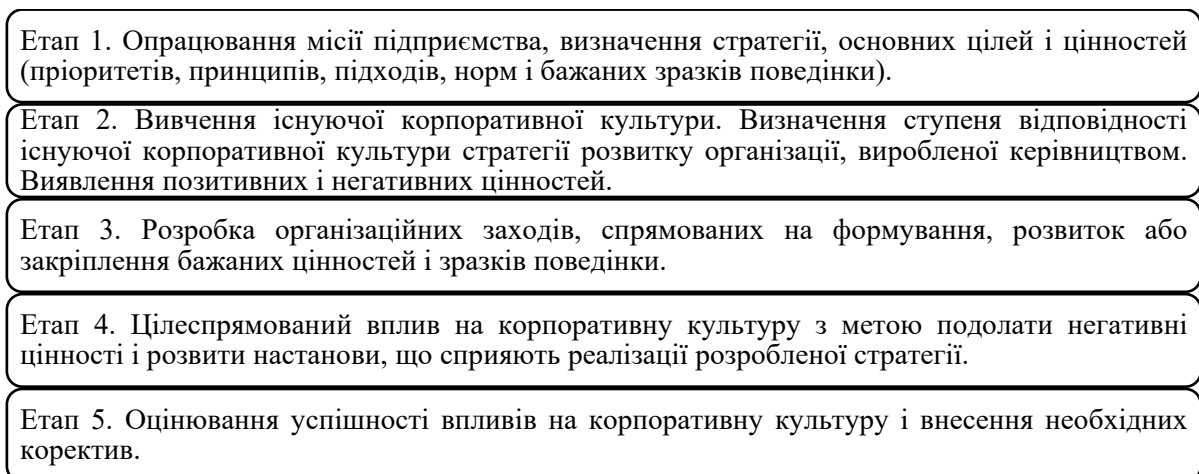 Етап 1. Опрацювання місії підприємства, визначення стратегії, основних цілей і цінностей
(пріоритетів, принципів, підходів, норм і бажаних зразків поведінки).
Етап 2. Вивчення існуючої корпоративної культури. Визначення ступеня відповідності
існуючої корпоративної культури стратегії розвитку організації, виробленої керівництвом.
Виявлення позитивних і негативних цінностей.
Етап 3. Розробка організаційних заходів, спрямованих на формування, розвиток або
закріплення бажаних цінностей і зразків поведінки.
Етап 4. Цілеспрямований вплив на корпоративну культуру з метою подолати негативні
цінності і розвити настанови, що сприяють реалізації розробленої стратегії.
Етап 5. Оцінювання успішності впливів на корпоративну культуру і внесення необхідних
коректив.